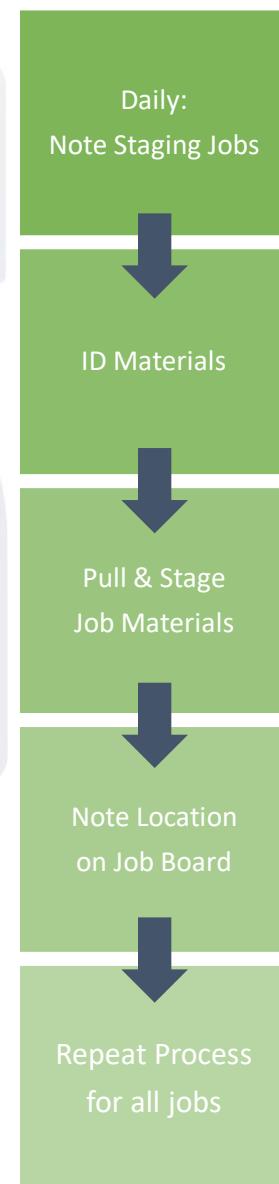 Daily:
Note Staging Jobs
ID Materials
Pull & Stage
Job Materials
Note Location
on Job Board
Repeat Process
for all jobs